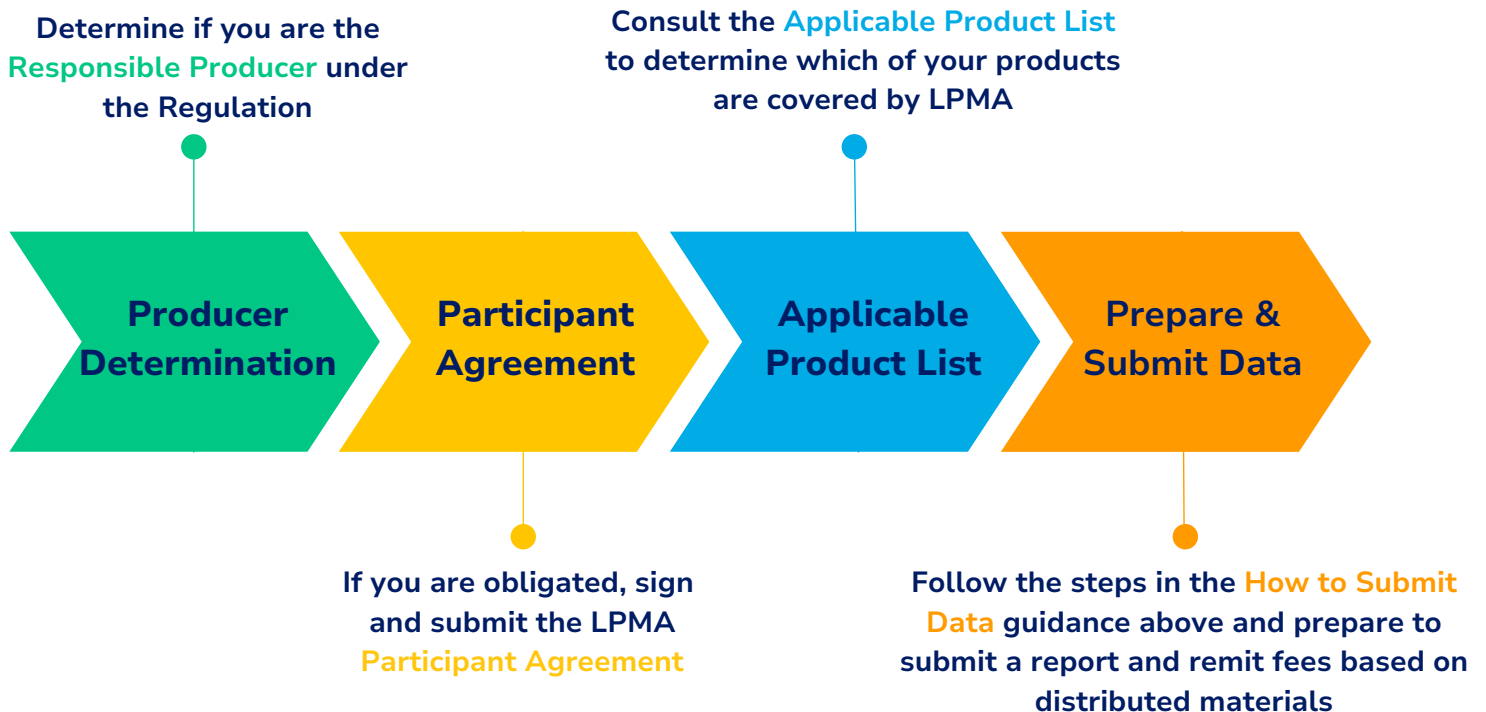 Determine if you are the
Responsible Producer under
the Regulation
Consult the Applicable Product List
to determine which of your products
are covered by LPMA
Producer
Determination
Participant
Agreement
Applicable
Product List
Prepare &
Submit Data
If you are obligated, sign
and submit the LPMA
Participant Agreement
Follow the steps in the How to Submit
Data guidance above and prepare to
submit a report and remit fees based on
distributed materials